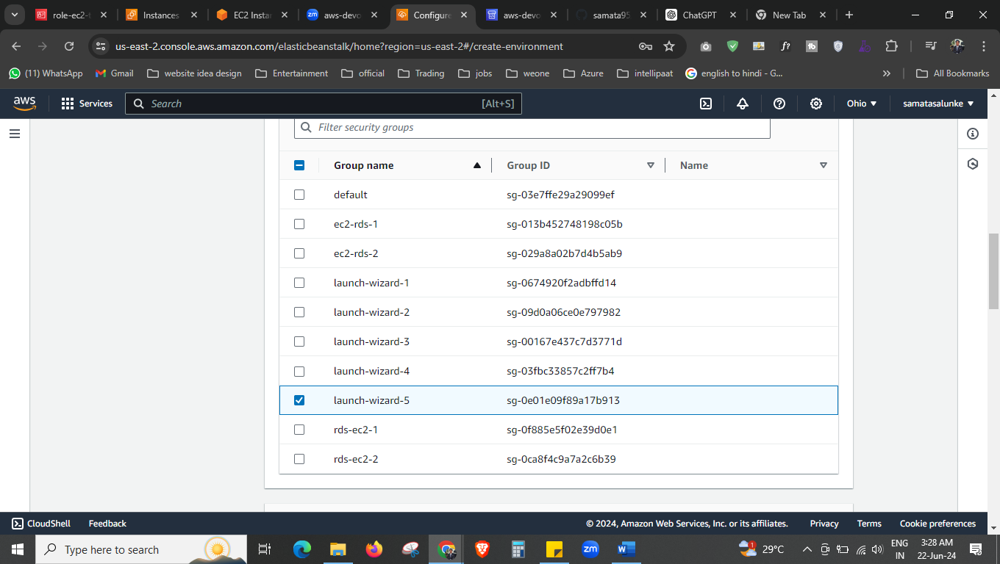 role-ec2-t
Instances
EC2 Insta
aws-devo
Configure
aws-devo
samata95
ChatGPT
New Tab
us-east-2.console.aws.amazon.com/elasticbeanstalk/home?region=us-east-2#/create-environment
(11) WhatsApp
Gmail
website idea design
Entertainment
official
Trading
jobs
weone
Azure
intellipaat
english to hindi - G...
All Bookmarks
aws
Services
Search
[Alt+S]
Ohio
samatasalunke
Filter security groups
Group name Group ID Name
default sg-03e7ffe29a29099ef
ec2-rds-1 sg-013b452748198c05b
ec2-rds-2 sg-029a8a02b7d4b5ab9
launch-wizard-1 sg-0674920f2adbffd14
launch-wizard-2 sg-09d0a06ce0e797982
launch-wizard-3 sg-00167e437c7d3771d
launch-wizard-4 sg-03fbc33857c2ff7b4
launch-wizard-5 sg-0e01e09f89a17b913
rds-ec2-1 sg-0f885e5f02e39d0e1
rds-ec2-2 sg-0ca8f4c9a7a2c6b39
CloudShell
Feedback
© 2024, Amazon Web Services, Inc. or its affiliates.
Privacy
Terms
Cookie preferences
Type here to search
29°C
ENG
IN
3:28 AM
22-Jun-24